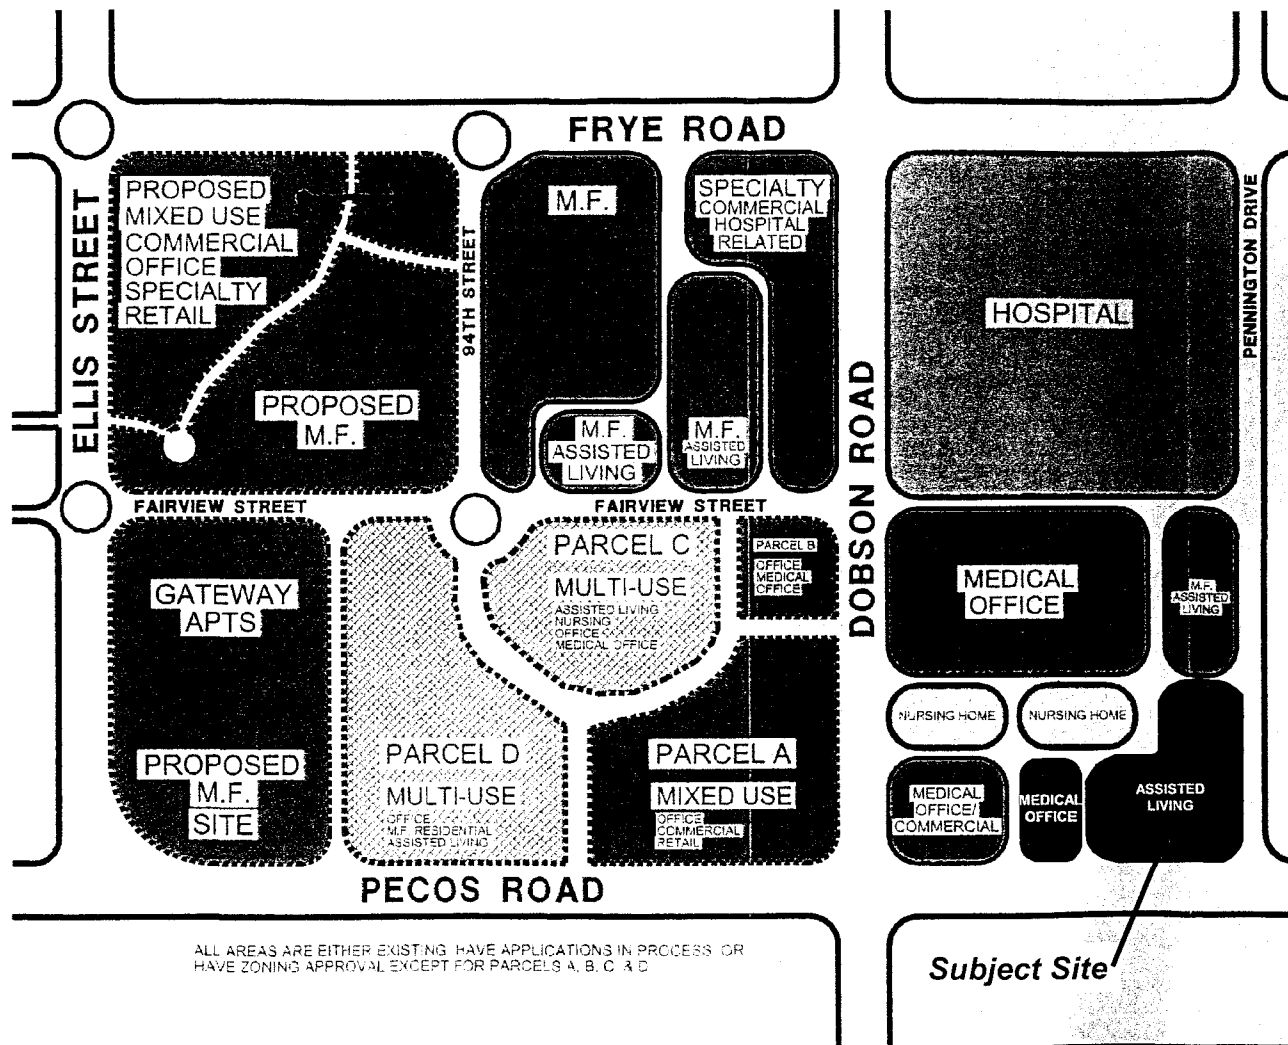 FRYE ROAD
ELLIS STREET
PROPOSED
MIXED USE
COMMERCIAL
OFFICE
SPECIALTY
RETAIL
94TH STREET
M.F.
SPECIALTY
COMMERCIAL
HOSPITAL
RELATED
HOSPITAL
PENNINGTON DRIVE
PROPOSED
M.F.
M.F.
ASSISTED
LIVING
M.F.
ASSISTED
LIVING
DOBSON ROAD
FAIRVIEW STREET
FAIRVIEW STREET
GATEWAY
APTS
PROPOSED
M.F.
SITE
PARCEL C
MULTI-USE
ASSISTED LIVING
NURSING
OFFICE
MEDICAL OFFICE
PARCEL B
OFFICE
MEDICAL
OFFICE
MEDICAL
OFFICE
M.F.
ASSISTED
LIVING
NURSING HOME
NURSING HOME
PARCEL D
MULTI-USE
OFFICE
M.F. RESIDENTIAL
ASSISTED LIVING
PARCEL A
MIXED USE
OFFICE
COMMERCIAL
RETAIL
MEDICAL
OFFICE/
COMMERCIAL
MEDICAL
OFFICE
ASSISTED
LIVING
PECOS ROAD
ALL AREAS ARE EITHER EXISTING, HAVE APPLICATIONS IN PROCESS, OR
HAVE ZONING APPROVAL EXCEPT FOR PARCELS A, B, C, & D
Subject Site